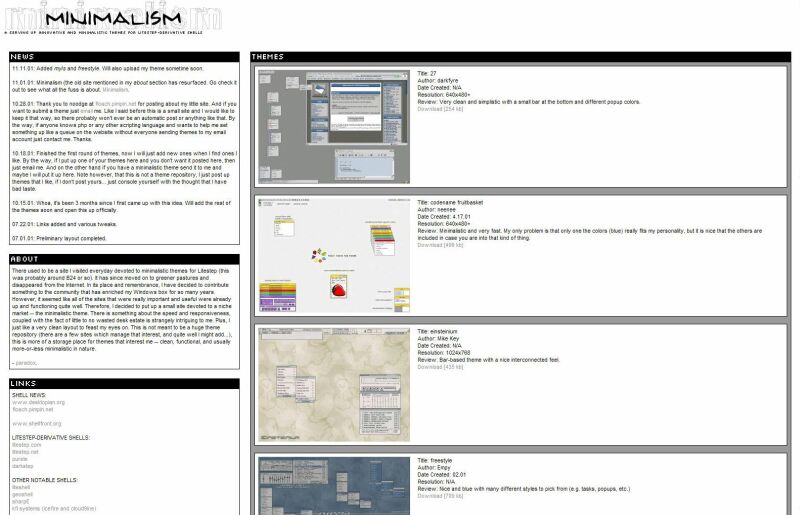 MINIMALISM
SERVING UP INNOVATIVE AND MINIMALISTIC THEMES FOR LITESTEP-DERIVATIVE SHELLS
NEWS
11.11.01: Added mylo and freestyle. Will also upload my theme sometime soon.
11.01.01: Minimalism (the old site mentioned in my about section has resurfaced. Go check it
out to see what all the fuss is about. Minimalism.
10.28.01: Thank you to neodga at floach.pimpin.net for posting about my little site. And if you
want to submit a theme just email me. Like I said before this is a small site and I would like to
keep it that way, so there probably won't ever be an automatic post or anything like that. By
the way, if anyone knows php or any other scripting language and wants to help me set
something up like a queue on the website without everyone sending themes to my email
account just contact me. Thanks.
10.18.01: Finished the first round of themes, now I will just add new ones when I find ones I
like. By the way, if I put up one of your themes here and you don't want it posted here, then
just email me. And on the other hand if you have a minimalistic theme send it to me and
maybe I will put it up here. Note however, that this is not a theme repository, I just post up
themes that I like, if I don't post yours... just console yourself with the thought that I have
bad taste.
10.15.01: Whoa, it's been 3 months since I first came up with this idea. Will add the rest of
the themes soon and open this up officially.
07.22.01: Links added and various tweaks.
07.01.01: Preliminary layout completed.
ABOUT
There used to be a site I visited everyday devoted to minimalistic themes for Litestep (this
was probably around B24 or so). It has since moved on to greener pastures and
disappeared from the Internet. In its place and remembrance, I have decided to contribute
something to the community that has enriched my Windows box for so many years.
However, it seemed like all of the sites that were really important and useful were already
up and functioning quite well. Therefore, I decided to put up a small site devoted to a niche
market -- the minimalistic theme. There is something about the speed and responsiveness,
coupled with the fact of little to no wasted desk estate is strangely intriguing to me. Plus, I
just like a very clean layout to feast my eyes on. This is not meant to be a huge theme
repository (there are a few sites which manage that interest, and quite well I might add...),
this is more of a storage place for themes that interest me -- clean, functional, and usually
more-or-less minimalistic in nature.
- paradox.
LINKS
SHELL NEWS:
www.desktopian.org
floach.pimpin.net
www.shellfront.org
LITESTEP-DERIVATIVE SHELLS:
litestep.com
litestep.net
purels
darkstep
OTHER NOTABLE SHELLS:
liteshell
geoshell
sharpE
nfi systems (icefire and cloud9ine)
THEMES
Title: 27
Author: darkfyre
Date Created: N/A
Resolution: 640x480+
Review: Very clean and simplistic with a small bar at the bottom and different popup colors.
Download [254 kb]
Title: codename fruitbasket
Author: neenee
Date Created: 4.17.01
Resolution: 640x480+
Review: Minimalistic and very fast. My only problem is that only one of the colors (blue) really fits my personality, but it is nice that the others are
included in case you are into that kind of thing.
Download [498 kb]
Title: einsteinium
Author: Mike Key
Date Created: N/A
Resolution: 1024x768
Review: Bar-based theme with a nice interconnected feel.
Download [435 kb]
Title: freestyle
Author: Empy
Date Created: 02.01
Resolution: N/A
Review: Nice and blue with many different styles to pick from (e.g. tasks, popups, etc.)
Download [789 kb]